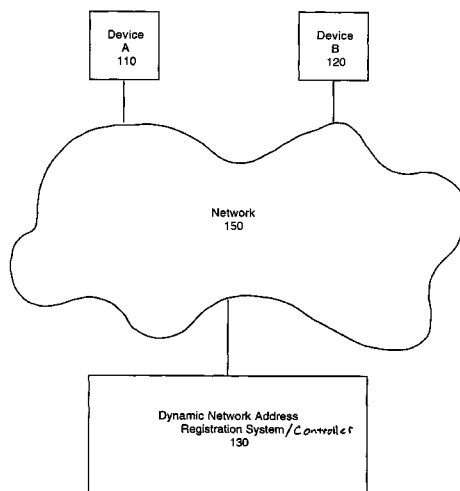 Device
A
110
Device
B
120
Network
150
Dynamic Network Address
Registration System/Controller
130